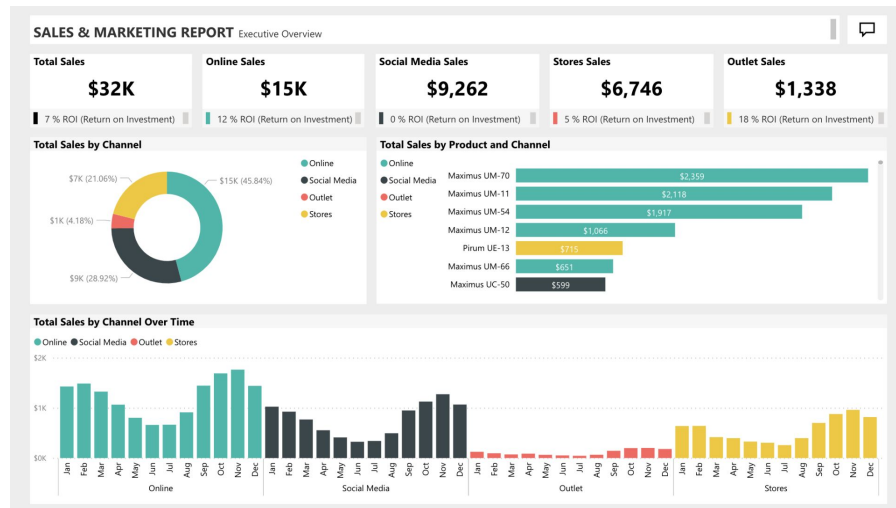 SALES & MARKETING REPORT Executive Overview
Total Sales
$32K
7 % ROI (Return on Investment)
Online Sales
$15K
12 % ROI (Return on Investment)
Social Media Sales
$9,262
0 % ROI (Return on Investment)
Stores Sales
$6,746
5 % ROI (Return on Investment)
Outlet Sales
$1,338
18 % ROI (Return on Investment)
Total Sales by Channel
$7K (21.06%)
$15K (45.84%)
$1K (4.18%)
$9K (28.92%)
Online
Social Media
Outlet
Stores
Total Sales by Product and Channel
Online
Social Media
Outlet
Stores
Maximus UM-70 $2,359
Maximus UM-11 $2,118
Maximus UM-54 $1,917
Maximus UM-12 $1,066
Pirum UE-13 $715
Maximus UM-66 $651
Maximus UC-50 $599
Total Sales by Channel Over Time
Online Social Media Outlet Stores
$2K
$1K
$0K
Jan Feb Mar Apr May Jun Jul Aug Sep Oct Nov Dec Jan Feb Mar Apr May Jun Jul Aug Sep Oct Nov Dec Jan Feb Mar Apr May Jun Jul Aug Sep Oct Nov Dec Jan Feb Mar Apr May Jun Jul Aug Sep Oct Nov Dec
Online Social Media Outlet Stores